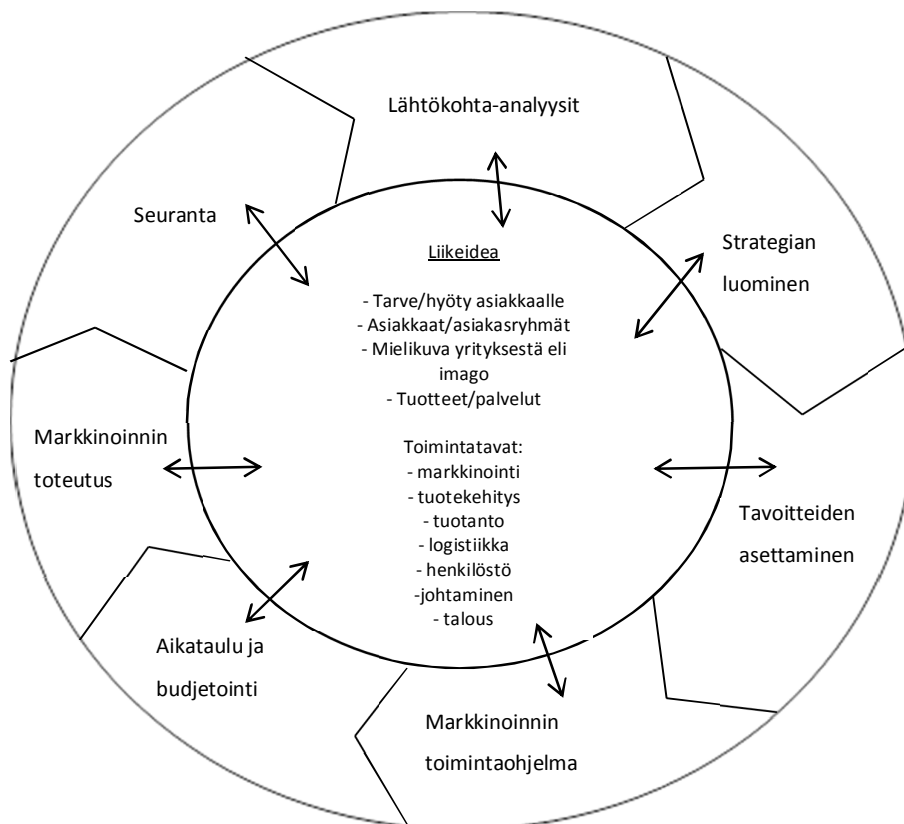 Lähtökohta-analyysit
Strategian
luominen
Tavoitteiden
asettaminen
Markkinoinnin
toimintaohjelma
Aikataulu ja
budjetointi
Markkinoinnin
toteutus
Seuranta
Liikeidea
- Tarve/hyöty asiakkaalle
- Asiakkaat/asiakasryhmät
- Mielikuva yrityksestä eli
imago
- Tuotteet/palvelut
Toimintatavat:
- markkinointi
- tuotekehitys
- tuotanto
- logistiikka
- henkilöstö
-johtaminen
- talous